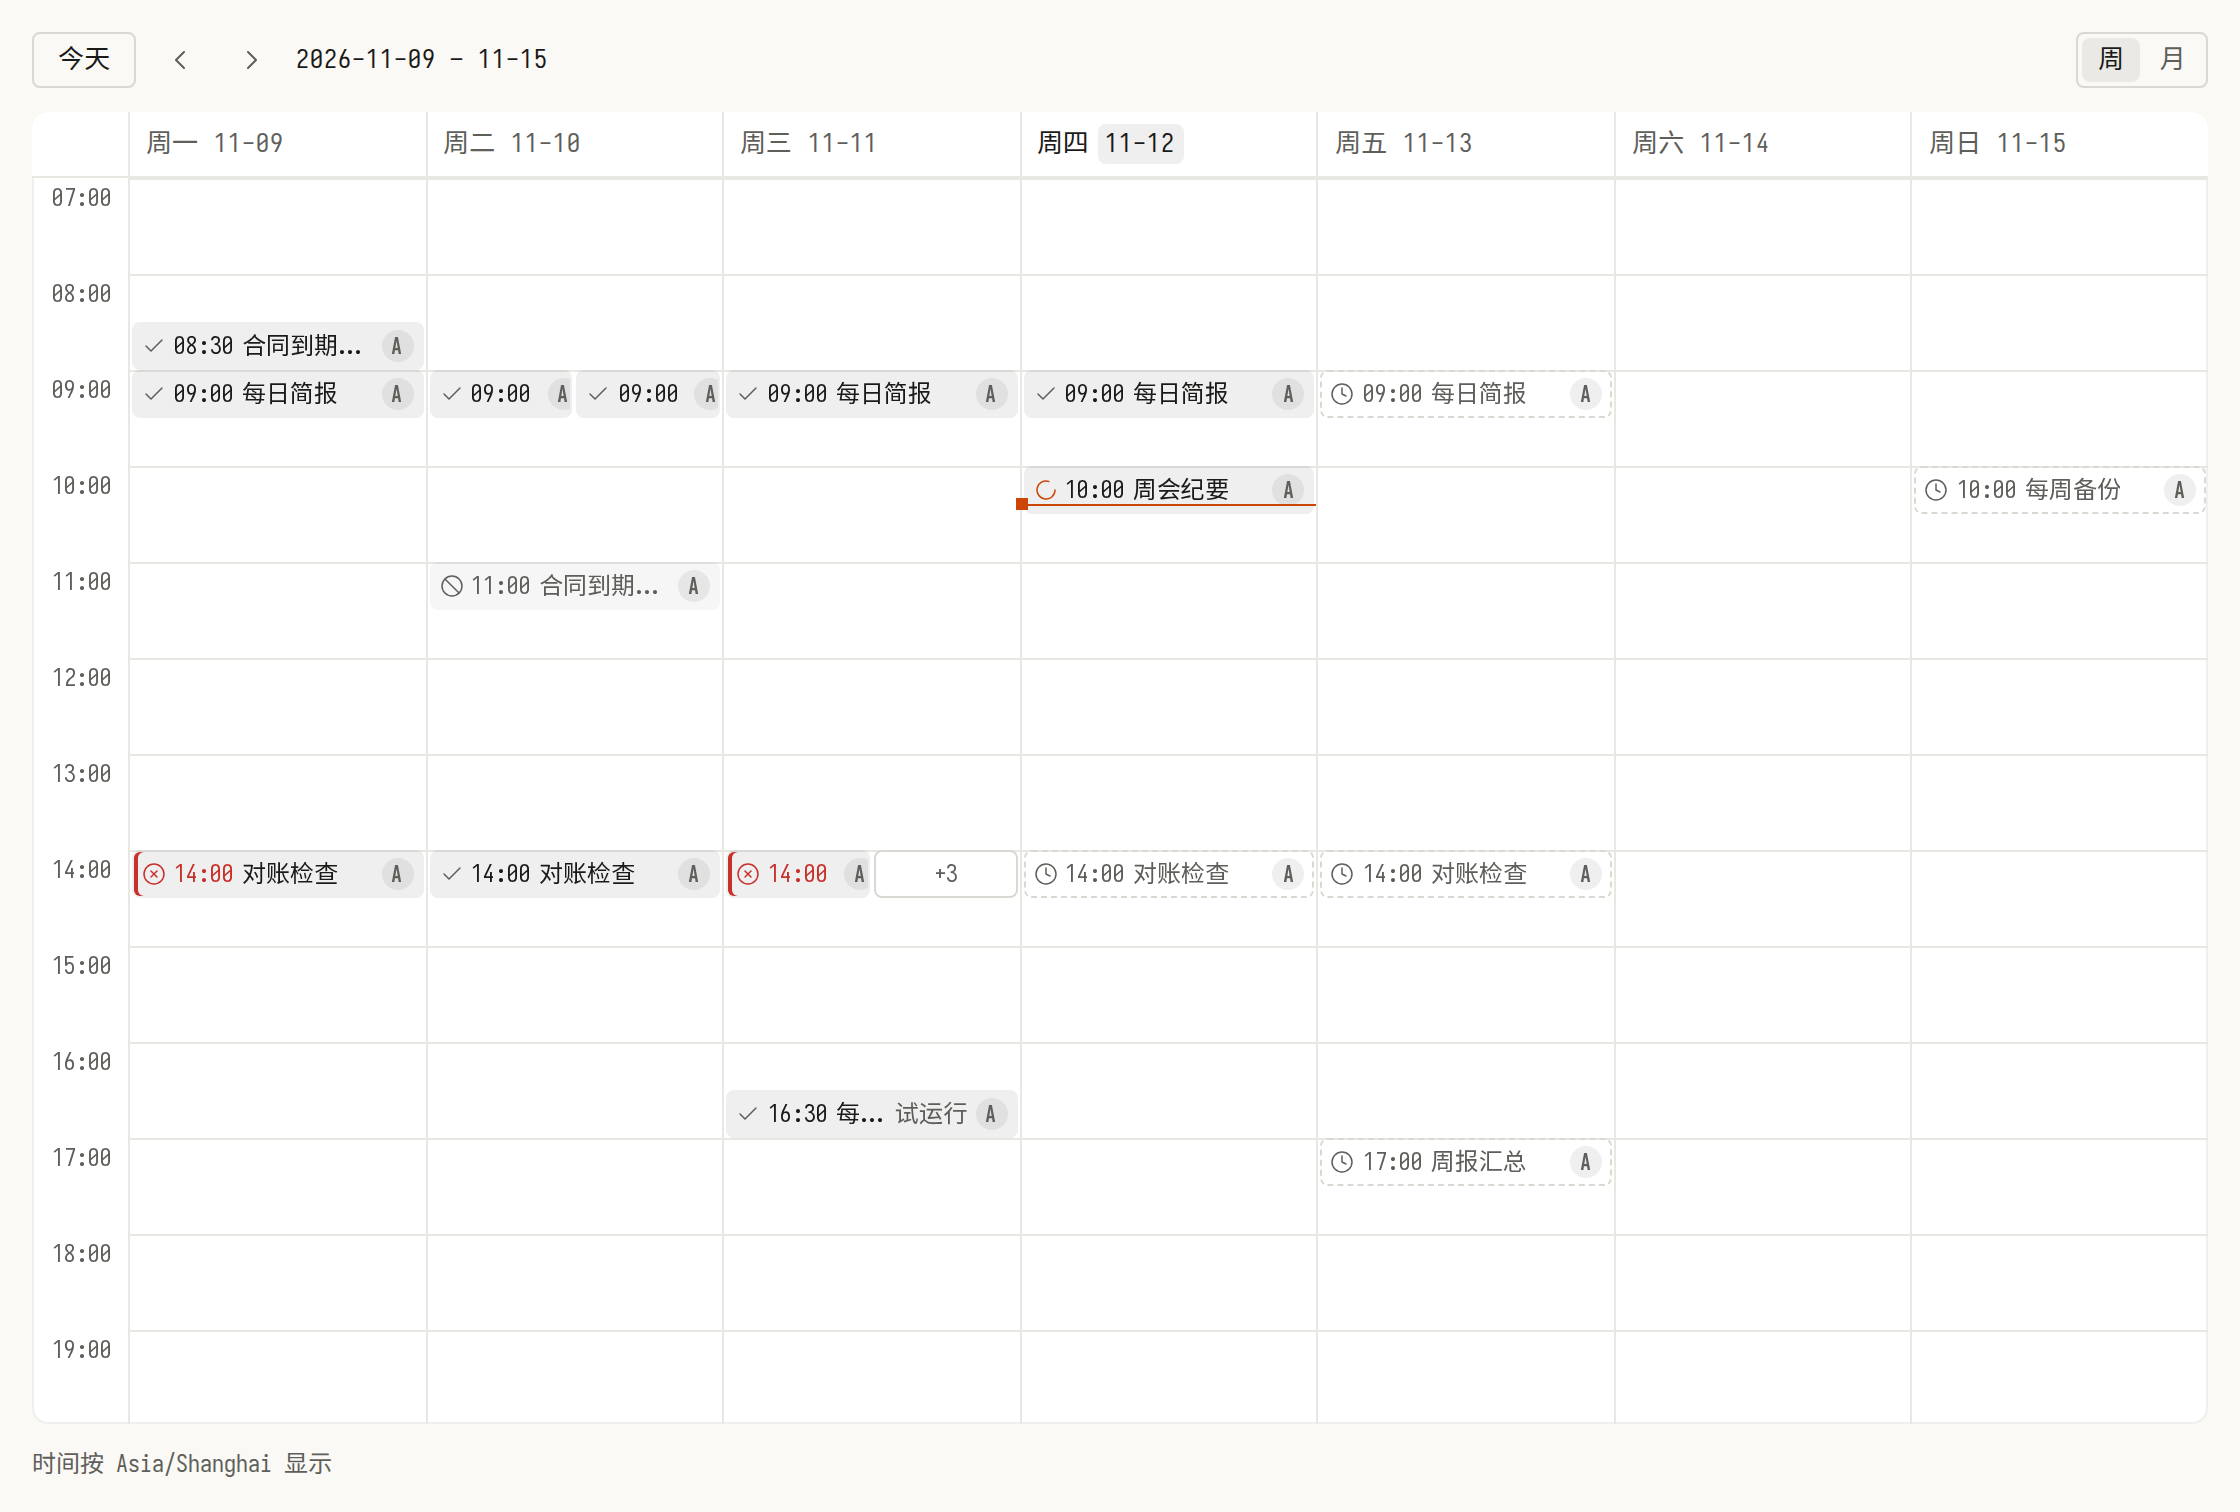 今天 2026-11-09 – 11-15 周 月
周一 11-09 周二 11-10 周三 11-11 周四 11-12 周五 11-13 周六 11-14 周日 11-15
07:00
08:00
08:30 合同到期… A
09:00 09:00 每日简报 A 09:00 A 09:00 A 09:00 每日简报 A 09:00 每日简报 A 09:00 每日简报 A
10:00 10:00 周会纪要 A 10:00 每周备份 A
11:00 11:00 合同到期… A
12:00
13:00
14:00 14:00 对账检查 A 14:00 对账检查 A 14:00 A +3 14:00 对账检查 A 14:00 对账检查 A
15:00
16:00
16:30 每… 试运行 A
17:00 17:00 周报汇总 A
18:00
19:00
时间按 Asia/Shanghai 显示